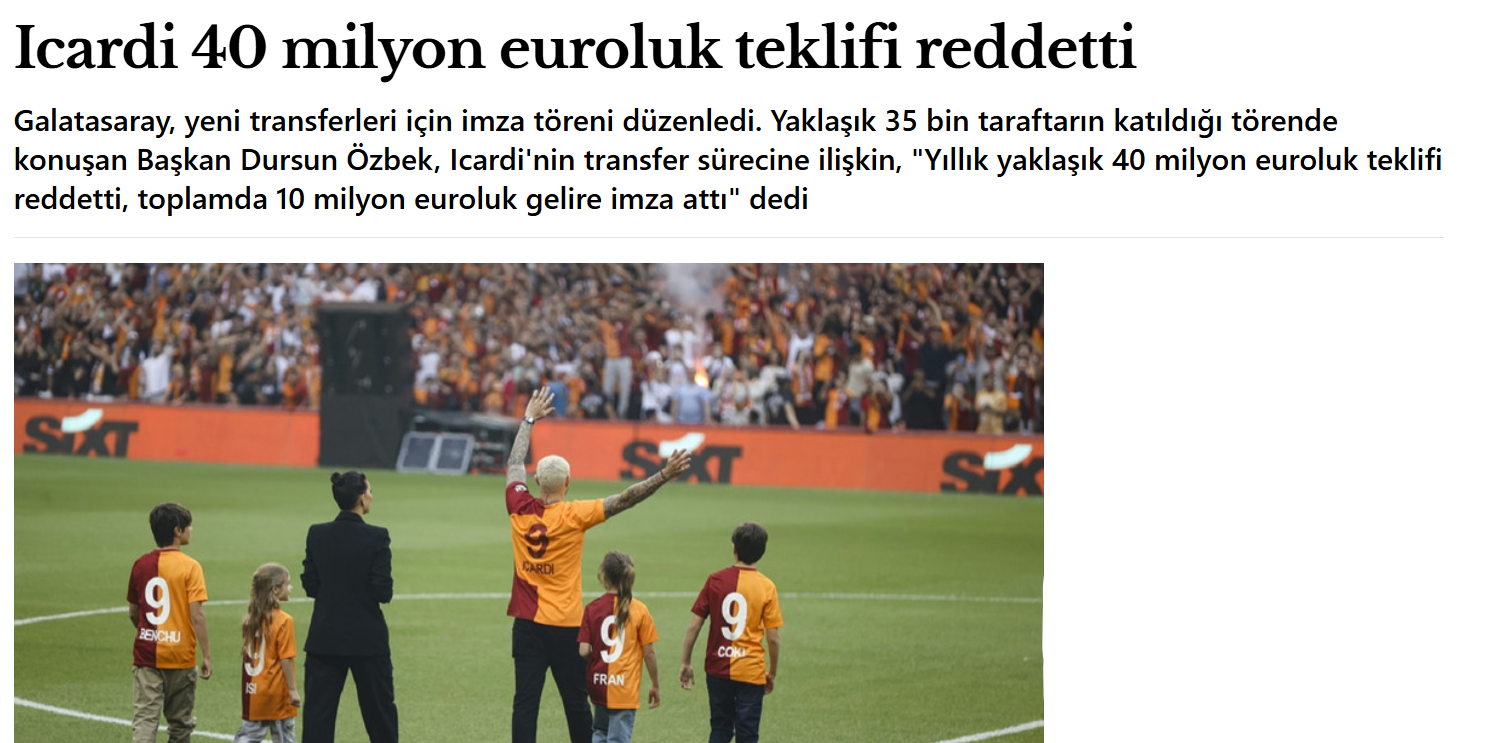 Icardi 40 milyon euroluk teklifi reddetti
Galatasaray, yeni transferleri için imza töreni düzenledi. Yaklaşık 35 bin taraftarın katıldığı törende
konuşan Başkan Dursun Özbek, Icardi'nin transfer sürecine ilişkin, "Yıllık yaklaşık 40 milyon euroluk teklifi
reddetti, toplamda 10 milyon euroluk gelire imza attı" dedi
SIXT SIXT SIXT
9
ICARDI
9
BENCHU
9
ISI
9
FRAN
9
COKI